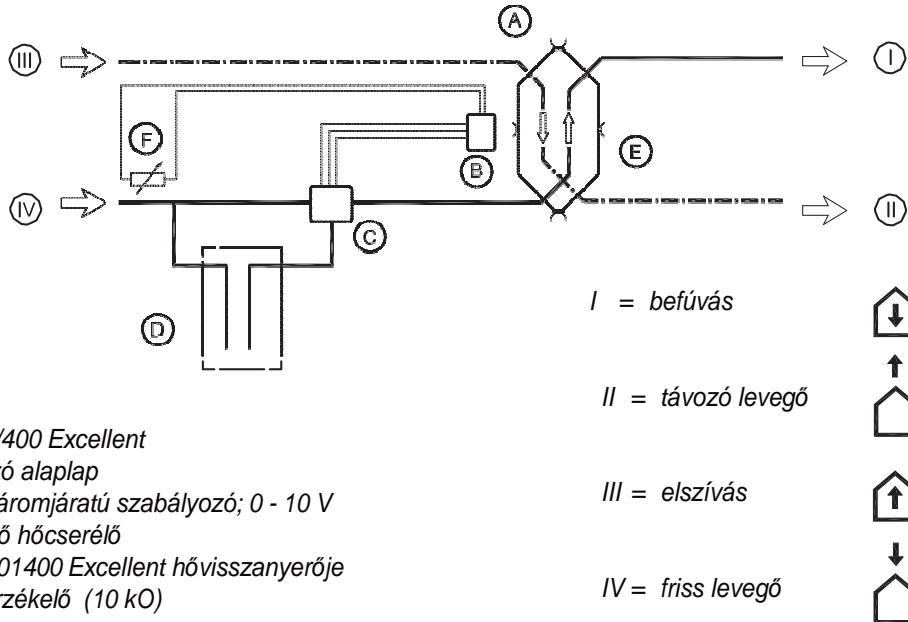 A
III
I
F
B
E
IV
C
II
D
I = befúvás
II = távozó levegő
/400 Excellent
alaplap
áromjáratú szabályozó; 0 - 10 V
III = elszívás
ő hőcserélő
01400 Excellent hővisszanyerője
rzékelő (10 kO)
IV = friss levegő